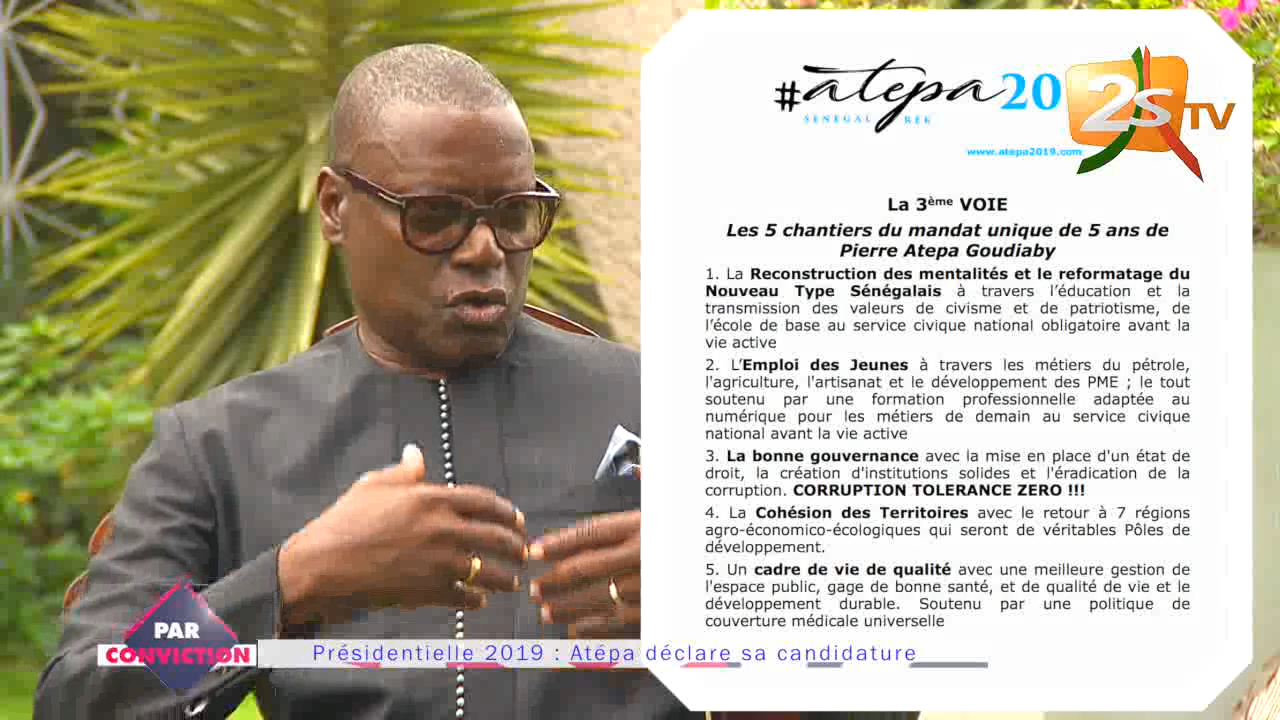 #atepa20
SENEGAL REK
2STV
www.atepa2019.com
La 3ème VOIE
Les 5 chantiers du mandat unique de 5 ans de
Pierre Atepa Goudiaby
1. La Reconstruction des mentalités et le reformatage du
Nouveau Type Sénégalais à travers l’éducation et la
transmission des valeurs de civisme et de patriotisme, de
l’école de base au service civique national obligatoire avant la
vie active
2. L’Emploi des Jeunes à travers les métiers du pétrole,
l'agriculture, l'artisanat et le développement des PME ; le tout
soutenu par une formation professionnelle adaptée au
numérique pour les métiers de demain au service civique
national avant la vie active
3. La bonne gouvernance avec la mise en place d'un état de
droit, la création d'institutions solides et l'éradication de la
corruption. CORRUPTION TOLERANCE ZERO !!!
4. La Cohésion des Territoires avec le retour à 7 régions
agro-économico-écologiques qui seront de véritables Pôles de
développement.
5. Un cadre de vie de qualité avec une meilleure gestion de
l'espace public, gage de bonne santé, et de qualité de vie et le
développement durable. Soutenu par une politique de
couverture médicale universelle
PAR
CONVICTION
Présidentielle 2019 : Atépa déclare sa candidature